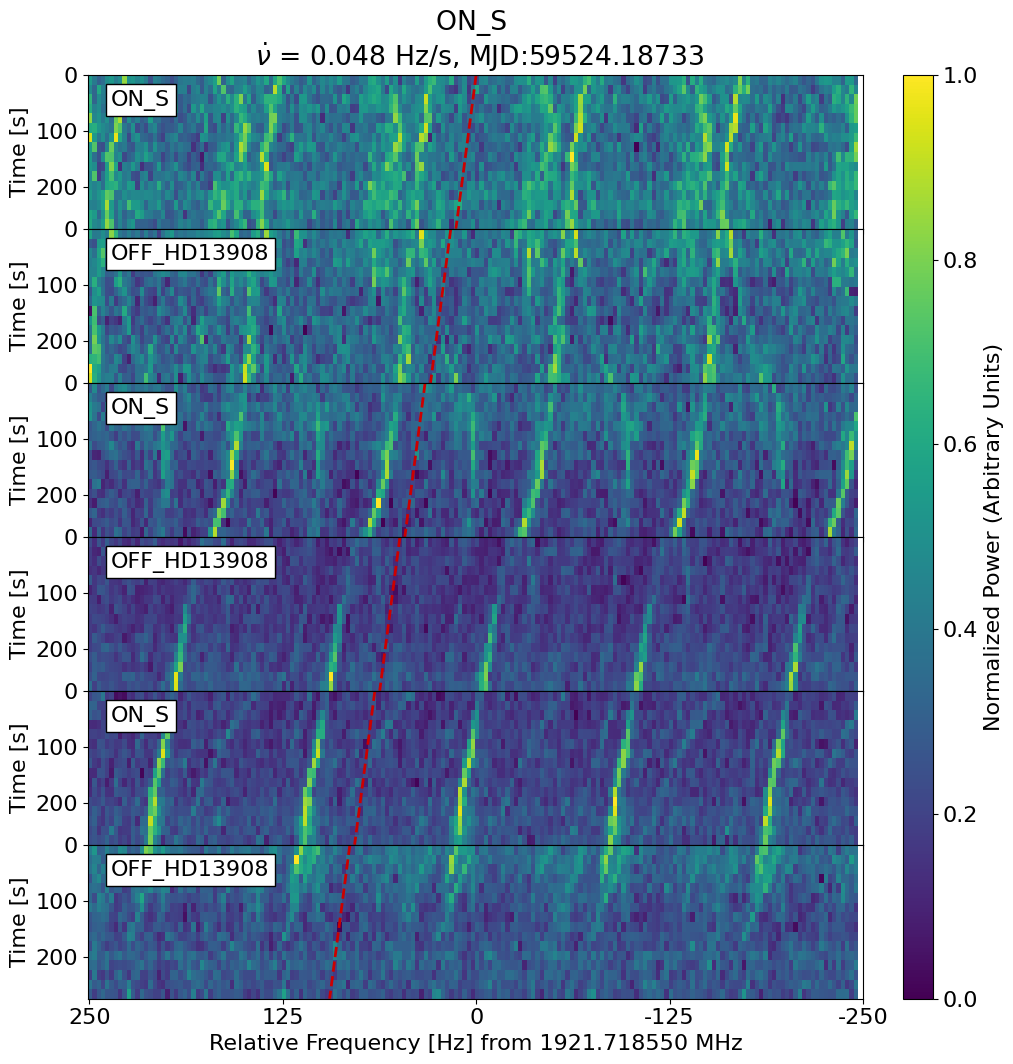 ON_S
ν̇ = 0.048 Hz/s, MJD:59524.18733
0
ON_S
100
Time [s]
200
0
OFF_HD13908
100
Time [s]
200
0
ON_S
100
Time [s]
200
0
OFF_HD13908
100
Time [s]
200
0
ON_S
100
Time [s]
200
0
OFF_HD13908
100
Time [s]
200
250 125 0 -125 -250
Relative Frequency [Hz] from 1921.718550 MHz
1.0
0.8
0.6
0.4
0.2
0.0
Normalized Power (Arbitrary Units)